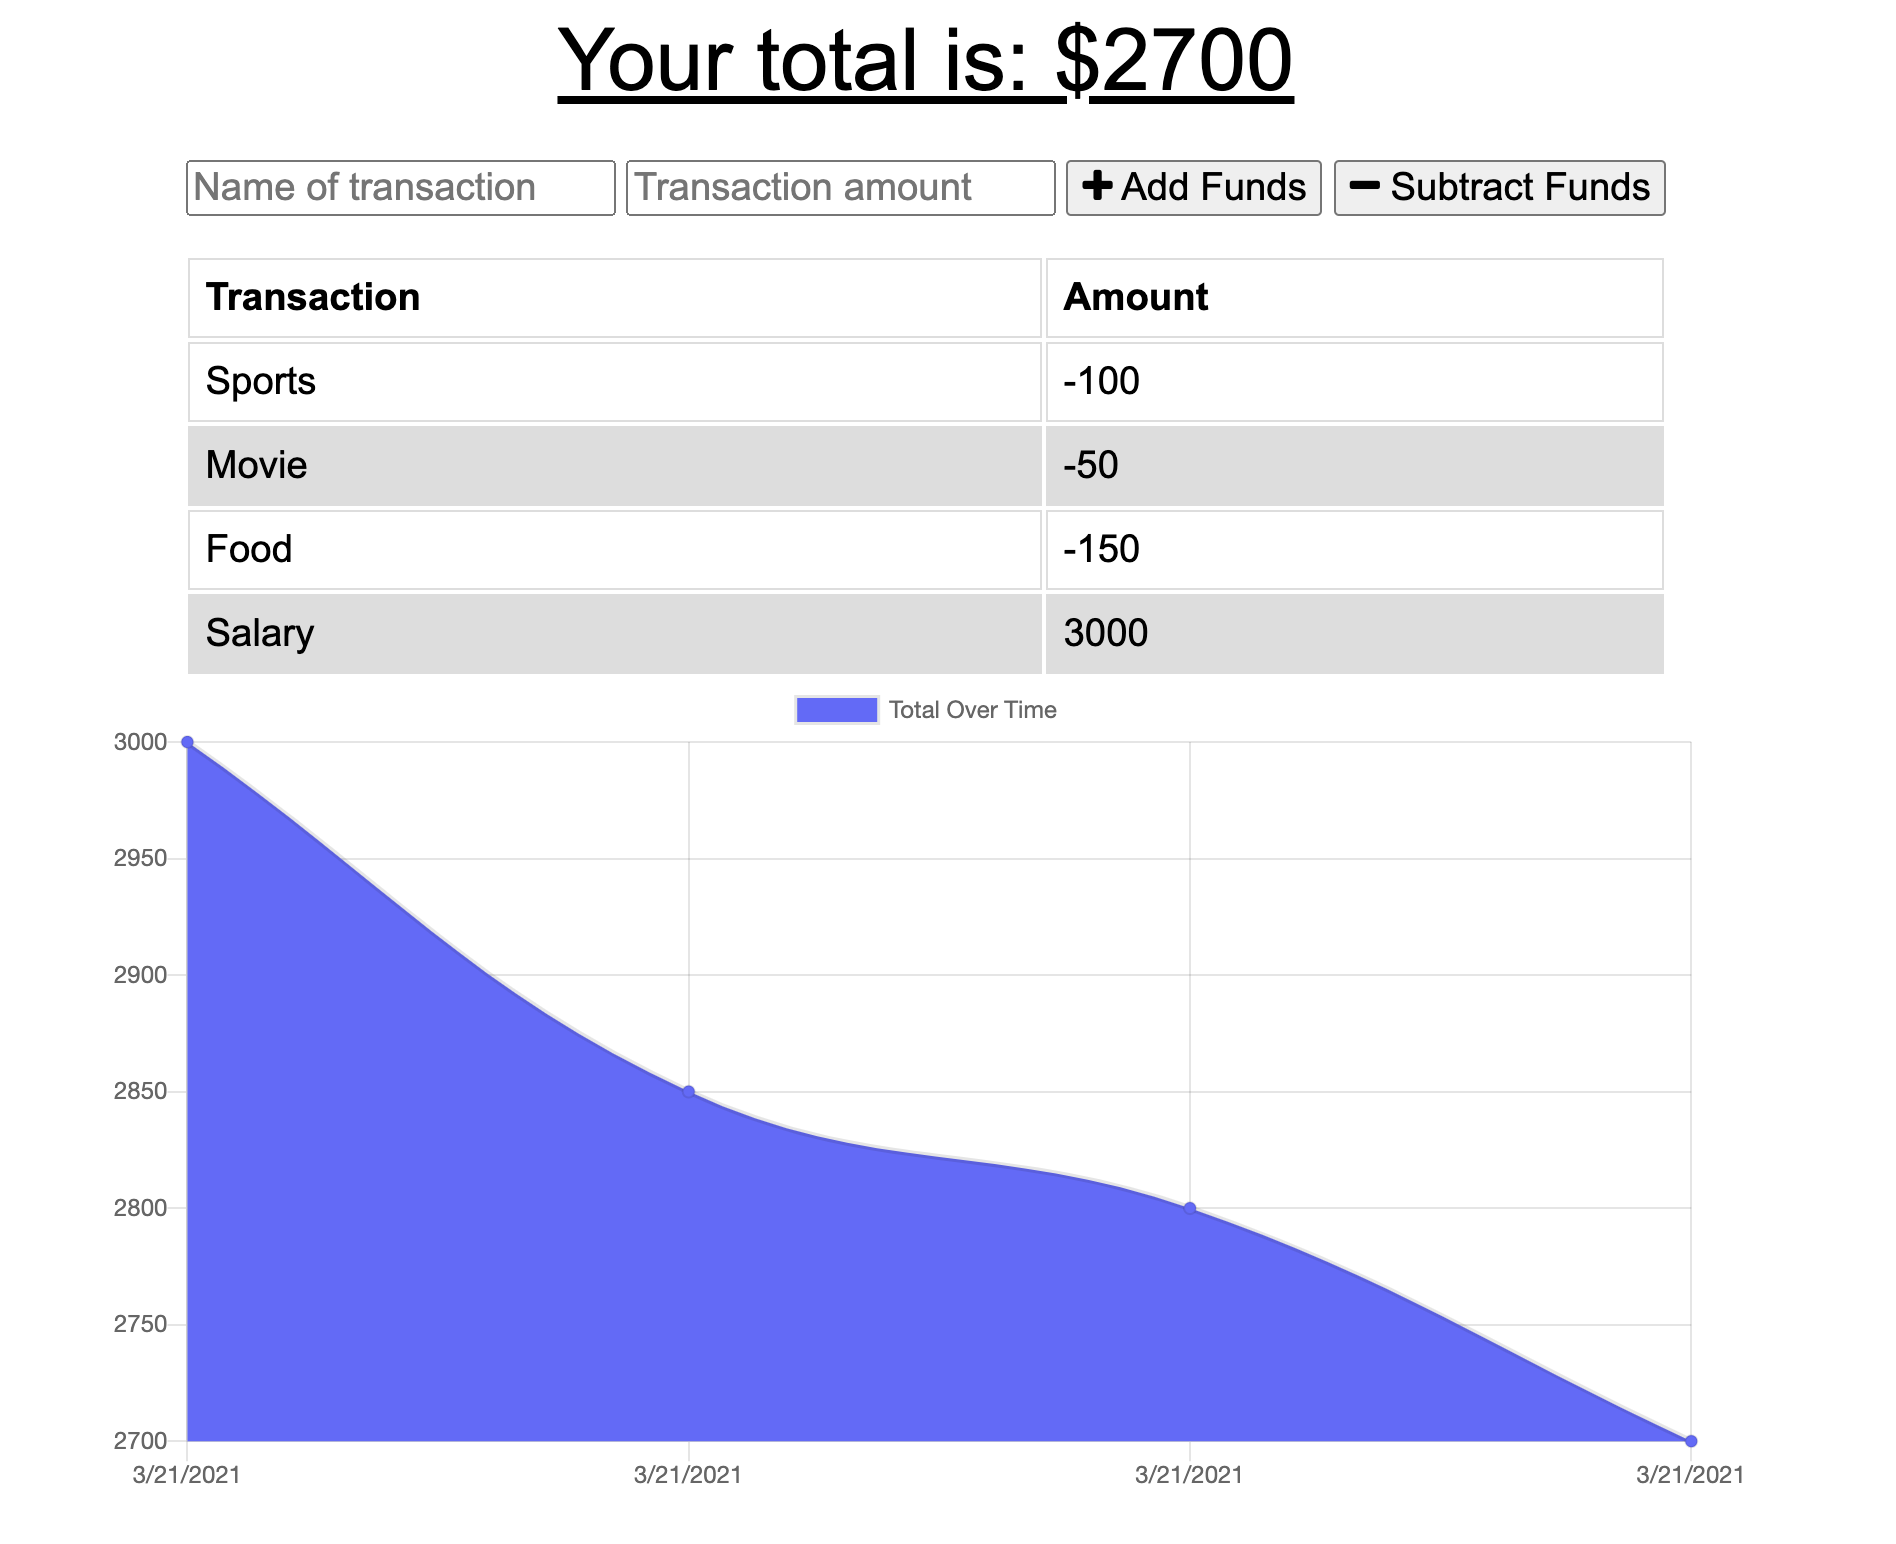 Your total is: $2700
Name of transaction Transaction amount Add Funds Subtract Funds
Transaction Amount
Sports -100
Movie -50
Food -150
Salary 3000
Total Over Time
3000
2950
2900
2850
2800
2750
2700
3/21/2021 3/21/2021 3/21/2021 3/21/2021